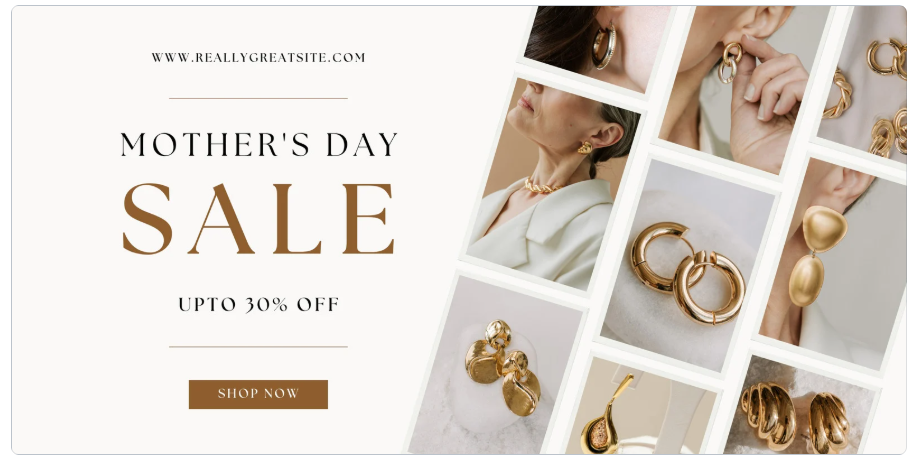 WWW.REALLYGREATSITE.COM
MOTHER'S DAY
SALE
UPTO 30% OFF
SHOP NOW